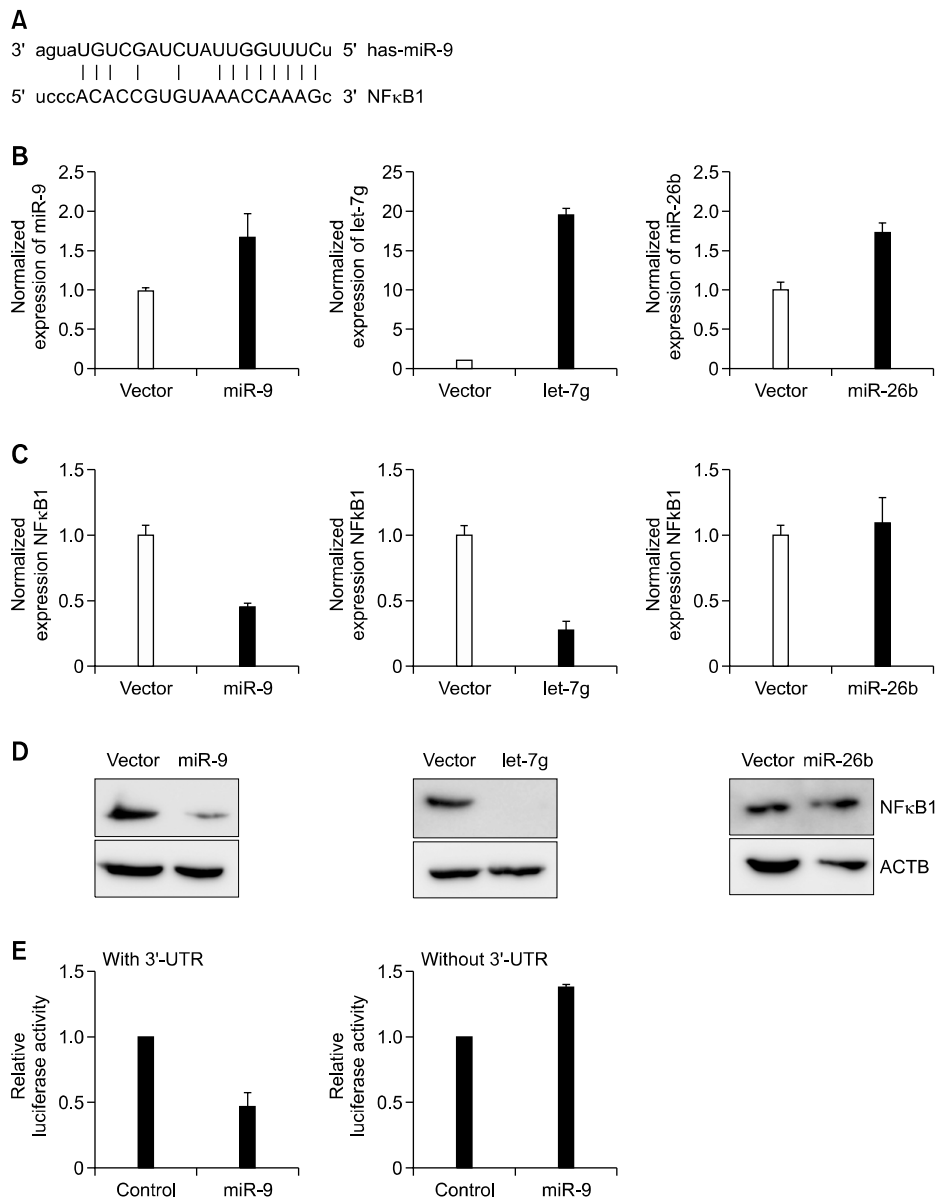 A
3' aguaUGUCGAUCUAUUGGUUUCu 5' has-miR-9
5' ucccACACCGUGUAAACCAAAGc 3' NFκB1
B
Normalized
expression of miR-9
2.5
2.0
1.5
1.0
0.5
0
Vector miR-9
Normalized
expression of let-7g
25
20
15
10
5
0
Vector let-7g
Normalized
expression of miR-26b
2.5
2.0
1.5
1.0
0.5
0
Vector miR-26b
C
Normalized
expression NFκB1
1.5
1.0
0.5
0
Vector miR-9
Normalized
expression NFkB1
1.5
1.0
0.5
0
Vector let-7g
Normalized
expression NFkB1
1.5
1.0
0.5
0
Vector miR-26b
D
Vector miR-9
Vector let-7g
Vector miR-26b
NFκB1
ACTB
E
With 3'-UTR
Relative
luciferase activity
1.5
1.0
0.5
0
Control miR-9
Without 3'-UTR
Relative
luciferase activity
1.5
1.0
0.5
0
Control miR-9